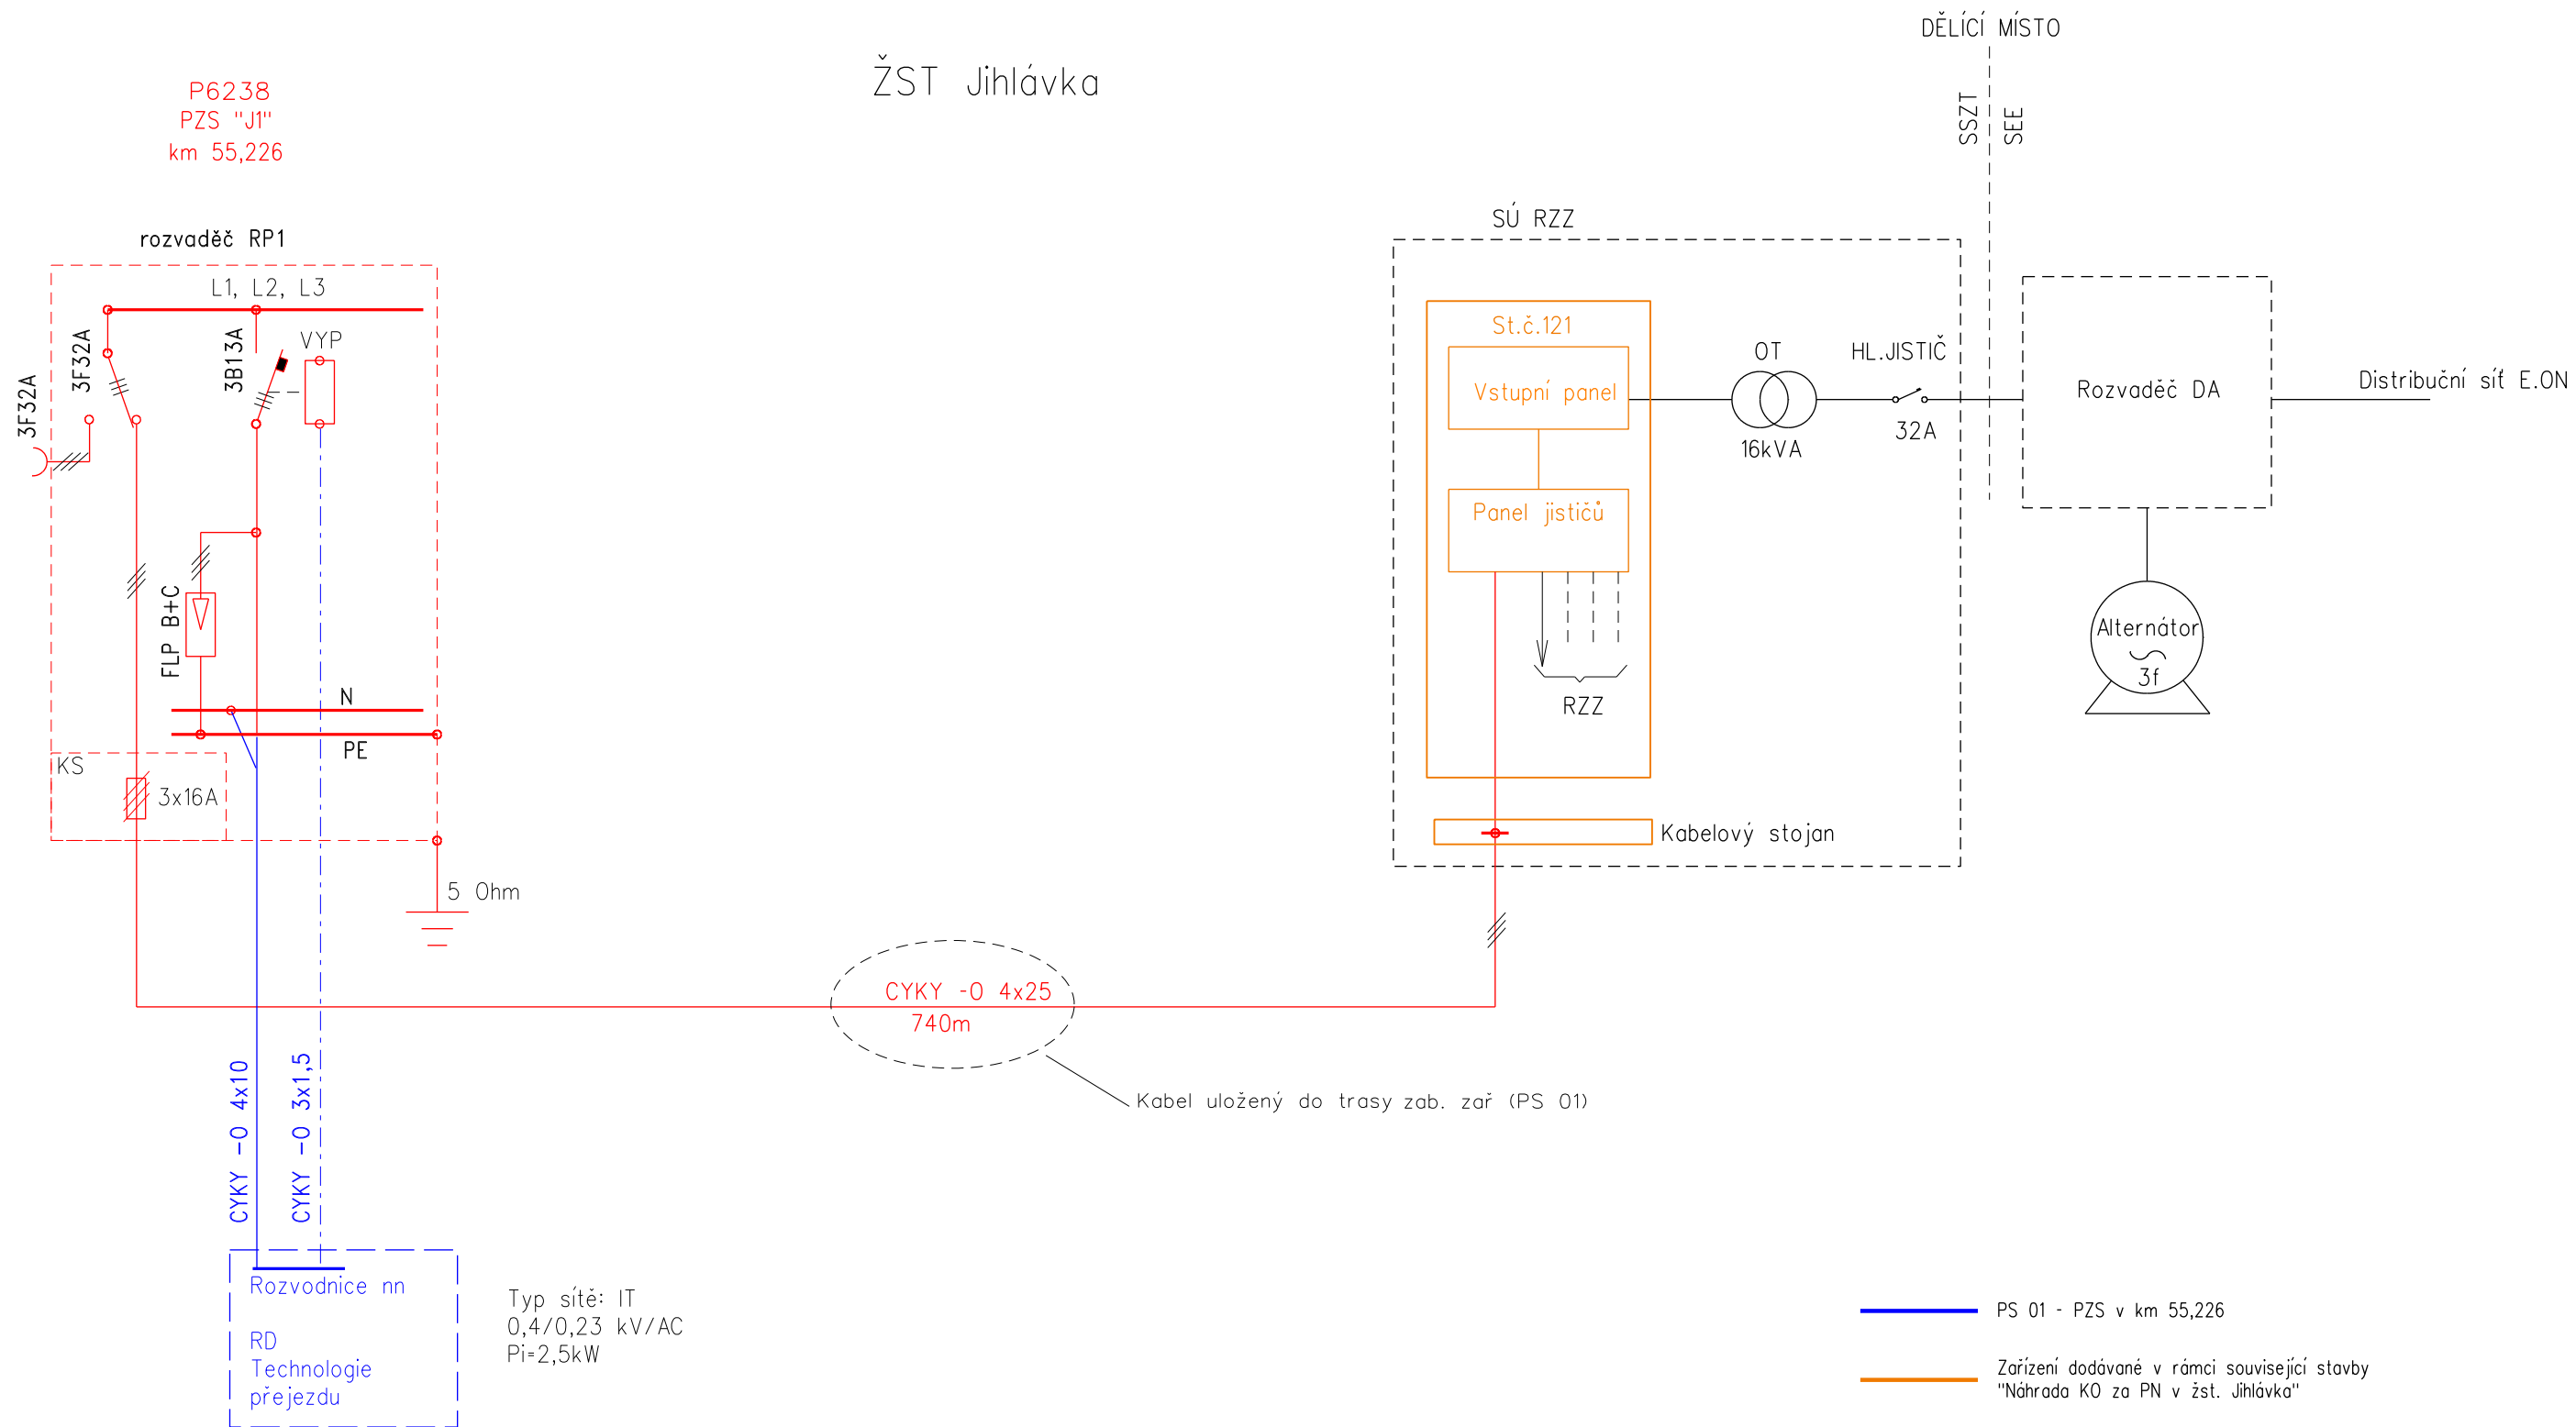 DĚLÍCÍ MÍSTO
SSZT
SEE
ŽST Jihlávka
P6238
PZS "J1"
km 55,226
rozvaděč RP1
L1, L2, L3
3F32A
3F32A
3B13A
VYP
FLP B+C
N
PE
KS
3x16A
5 Ohm
SÚ RZZ
St.č.121
Vstupní panel
Panel jističů
RZZ
Kabelový stojan
OT
16kVA
HL.JISTIČ
32A
Rozvaděč DA
Distribuční síť E.ON
Alternátor
3f
CYKY -O 4x25
740m
Kabel uložený do trasy zab. zař (PS 01)
CYKY -O 4x10
CYKY -O 3x1,5
Rozvodnice nn
RD
Technologie
přejezdu
Typ sítě: IT
0,4/0,23 kV/AC
Pi=2,5kW
PS 01 - PZS v km 55,226
Zařízení dodávané v rámci související stavby
"Náhrada KO za PN v žst. Jihlávka"